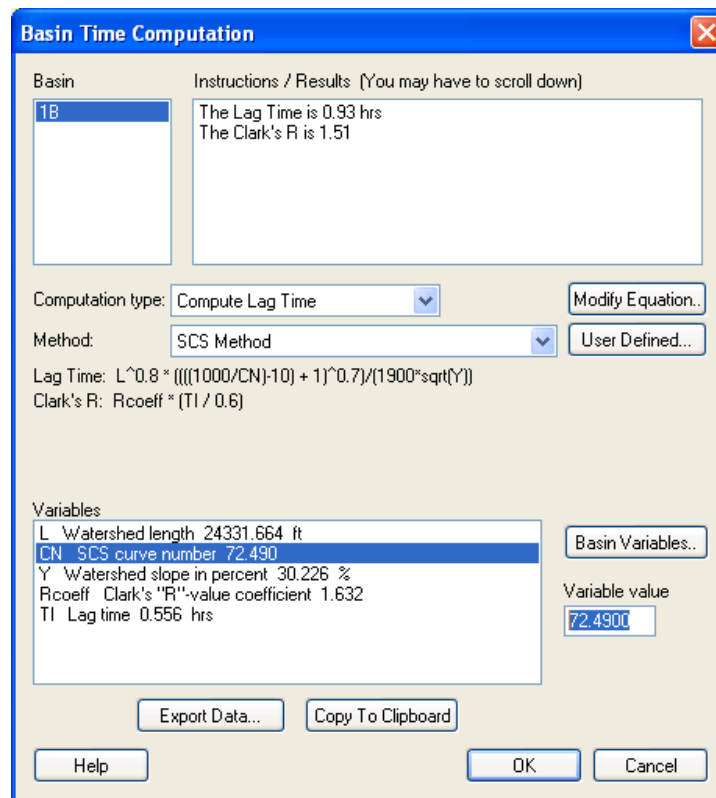 Basin Time Computation
Basin
Instructions / Results (You may have to scroll down)
1B
The Lag Time is 0.93 hrs
The Clark's R is 1.51
Computation type: Compute Lag Time
Modify Equation..
Method: SCS Method
User Defined...
Lag Time: L^0.8 * ((((1000/CN)-10) + 1)^0.7)/(1900*sqrt(Y))
Clark's R: Rcoeff * (Tl / 0.6)
Variables
L Watershed length 24331.664 ft
CN SCS curve number 72.490
Y Watershed slope in percent 30.226 %
Rcoeff Clark's "R"-value coefficient 1.632
Tl Lag time 0.556 hrs
Basin Variables..
Variable value
72.4900
Export Data...
Copy To Clipboard
Help
OK
Cancel